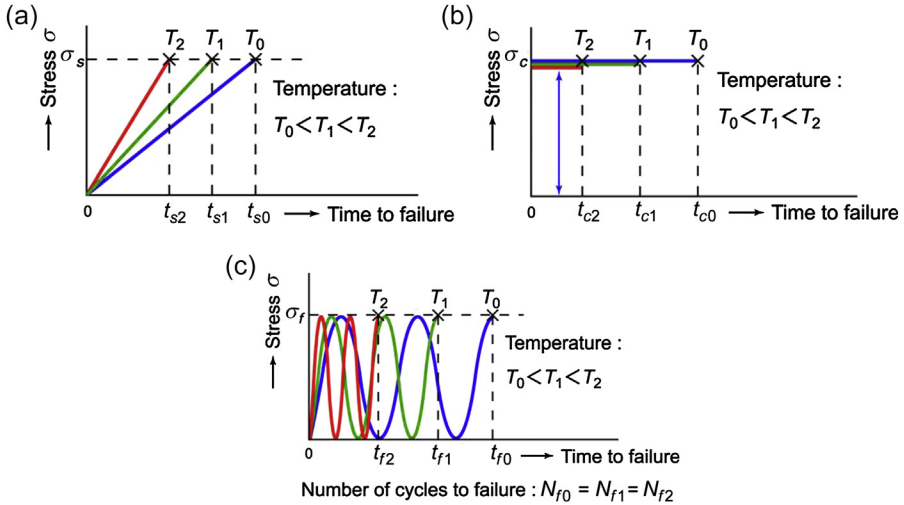 (a)
Stress σ
σs
T2 T1 T0
Temperature :
T0<T1<T2
0
ts2 ts1 ts0
Time to failure
(b)
Stress σ
σc
T2 T1 T0
Temperature :
T0<T1<T2
0
tc2 tc1 tc0
Time to failure
(c)
Stress σ
σf
T2 T1 T0
Temperature :
T0<T1<T2
0
tf2 tf1 tf0
Time to failure
Number of cycles to failure : Nf0 = Nf1= Nf2